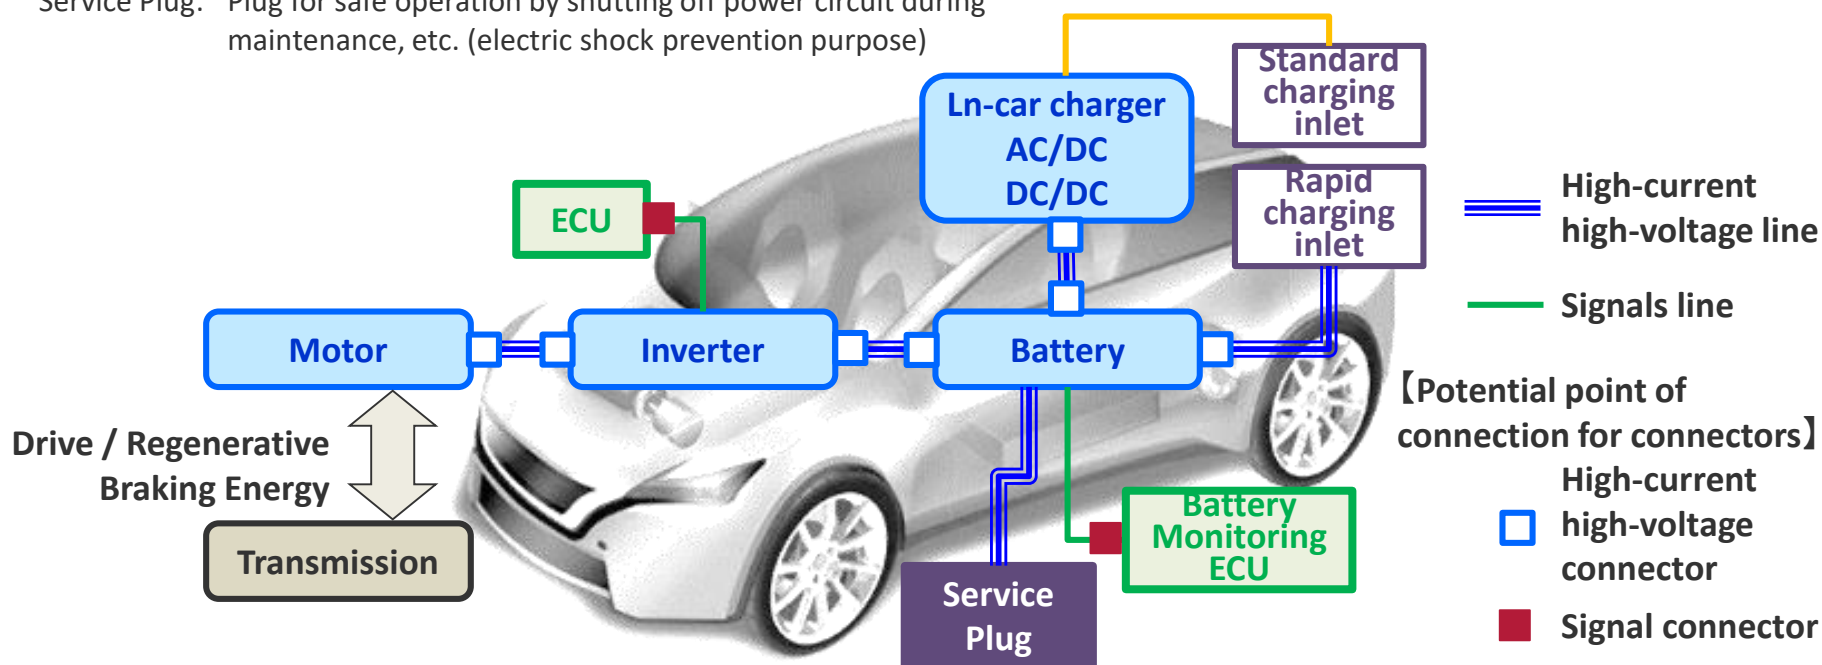 Service Plug: Plug for safe operation by shutting off power circuit during
maintenance, etc. (electric shock prevention purpose)
Ln-car charger
AC/DC
DC/DC
Standard
charging
inlet
Rapid
charging
inlet
ECU
Motor
Inverter
Battery
Drive / Regenerative
Braking Energy
Transmission
Service
Plug
Battery
Monitoring
ECU
High-current
high-voltage line
Signals line
【Potential point of
connection for connectors】
High-current
high-voltage
connector
Signal connector